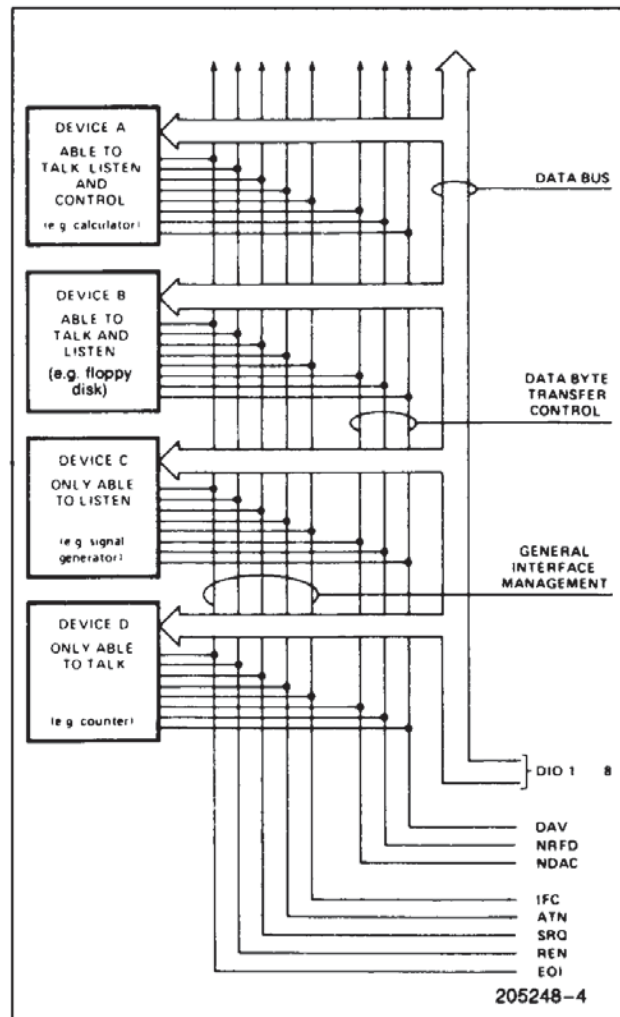 DEVICE A
ABLE TO
TALK LISTEN
AND
CONTROL
(e g calculator)
DATA BUS
DEVICE B
ABLE TO
TALK AND
LISTEN
(e.g. floppy
disk)
DATA BYTE
TRANSFER
CONTROL
DEVICE C
ONLY ABLE
TO LISTEN
(e g signal
generator)
GENERAL
INTERFACE
MANAGEMENT
DEVICE D
ONLY ABLE
TO TALK
(e g counter)
DIO 1 8
DAV
NRFD
NDAC
IFC
ATN
SRQ
REN
EOI
205248-4